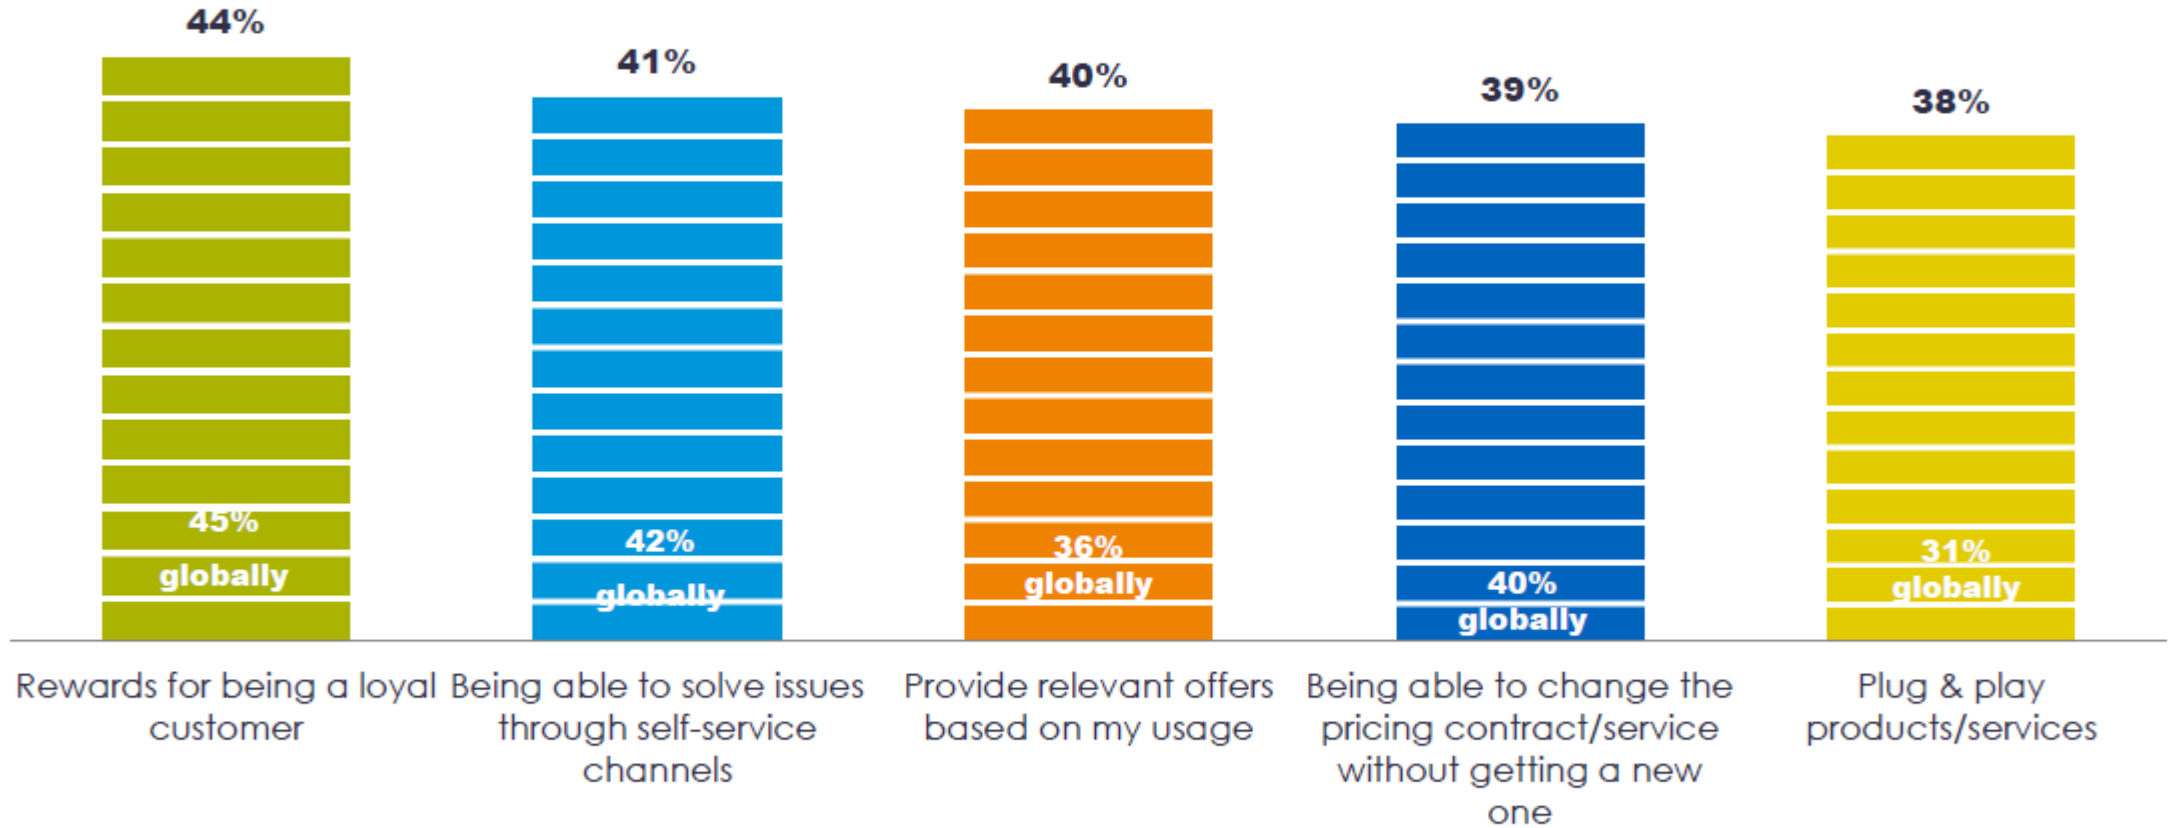 44%
41%
40%
39%
38%
45%
globally
42%
globally
36%
globally
40%
globally
31%
globally
Rewards for being a loyal
customer
Being able to solve issues
through self-service
channels
Provide relevant offers
based on my usage
Being able to change the
pricing contract/service
without getting a new
one
Plug & play
products/services